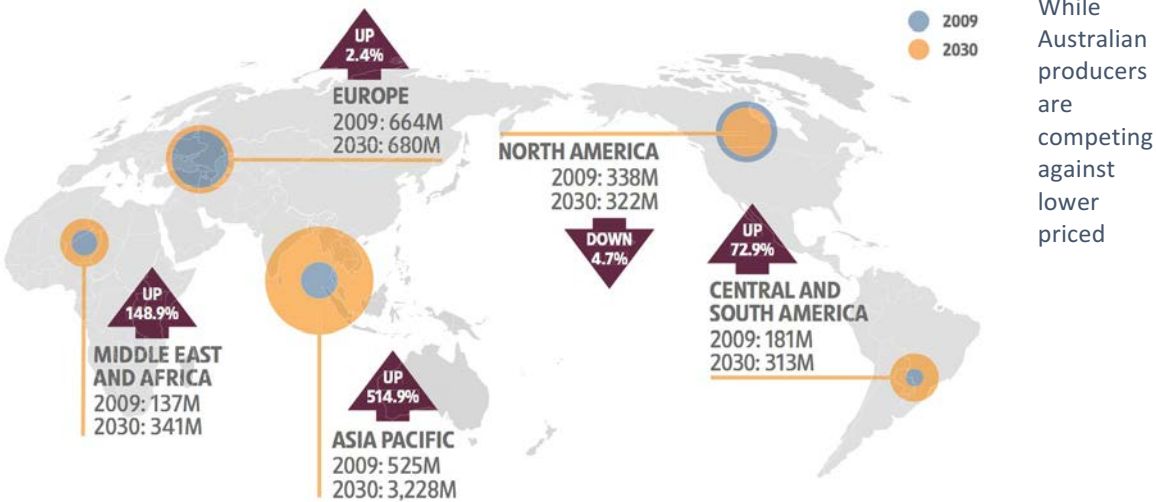 2009
2030
UP
2.4%
EUROPE
2009: 664M
2030: 680M
NORTH AMERICA
2009: 338M
2030: 322M
DOWN
4.7%
UP
72.9%
CENTRAL AND
SOUTH AMERICA
2009: 181M
2030: 313M
UP
148.9%
MIDDLE EAST
AND AFRICA
2009: 137M
2030: 341M
UP
514.9%
ASIA PACIFIC
2009: 525M
2030: 3,228M
While
Australian
producers
are
competing
against
lower
priced